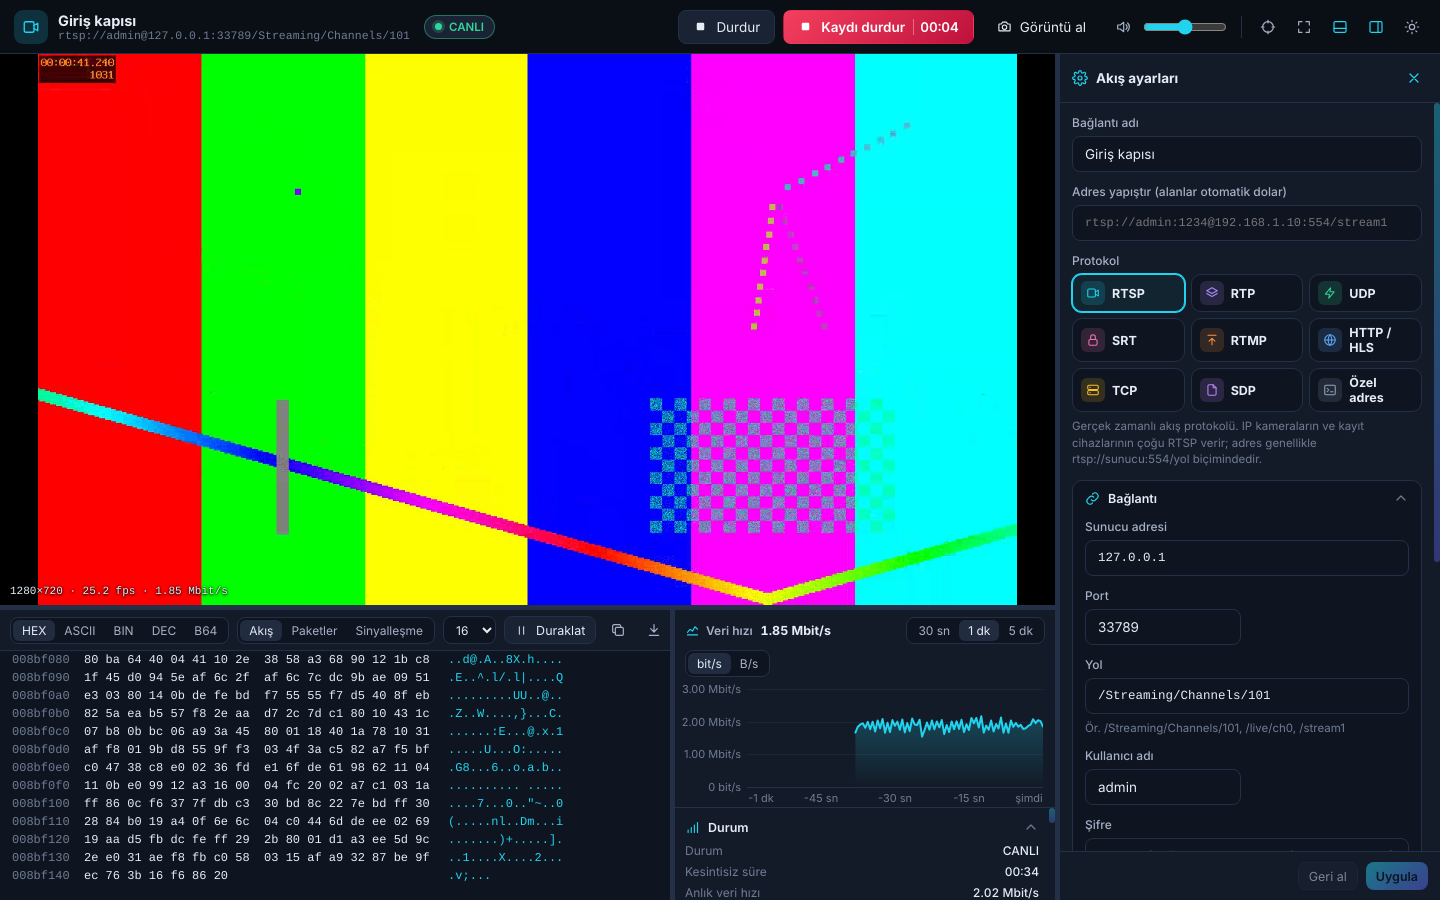 Giriş kapısı
rtsp://admin@127.0.0.1:33789/Streaming/Channels/101
CANLI
Durdur
Kaydı durdur 00:04
Görüntü al
00:00:41.240
1031
1280×720 · 25.2 fps · 1.85 Mbit/s
HEX ASCII BIN DEC B64 Akış Paketler Sinyalleşme 16 Duraklat
008bf080 80 ba 64 40 04 41 10 2e 38 58 a3 68 90 12 1b c8 ..d@.A..8X.h....
008bf090 1f 45 d0 94 5e af 6c 2f af 6c 7c dc 9b ae 09 51 .E..^.l/.l|....Q
008bf0a0 e3 03 80 14 0b de fe bd f7 55 55 f7 d5 40 8f eb .........UU..@..
008bf0b0 82 5a ea b5 57 f8 2e aa d7 2c 7d c1 80 10 43 1c .Z..W....,}...C.
008bf0c0 07 b8 0b bc 06 a9 3a 45 80 01 18 40 1a 78 10 31 ......:E...@.x.1
008bf0d0 af f8 01 9b d8 55 9f f3 03 4f 3a c5 82 a7 f5 bf .....U...O:.....
008bf0e0 c0 47 38 c8 e0 02 36 fd e1 6f de 61 98 62 11 04 .G8...6..o.a.b..
008bf0f0 11 0b e0 99 12 a3 16 00 04 fc 20 02 a7 c1 03 1a .......... .....
008bf100 ff 86 0c f6 37 7f db c3 30 bd 8c 22 7e bd ff 30 ....7...0.."~..0
008bf110 28 84 b0 19 a4 0f 6e 6c 04 c0 44 6d de ee 02 69 (.....nl..Dm...i
008bf120 19 aa d5 fb dc fe ff 29 2b 80 01 d1 a3 ee 5d 9c .......)+.....].
008bf130 2e e0 31 ae f8 fb c0 58 03 15 af a9 32 87 be 9f ..1....X....2...
008bf140 ec 76 3b 16 f6 86 20 .v;... 
Veri hızı 1.85 Mbit/s
30 sn 1 dk 5 dk
bit/s B/s
3.00 Mbit/s
2.00 Mbit/s
1.00 Mbit/s
0 bit/s
-1 dk -45 sn -30 sn -15 sn şimdi
Durum
Durum CANLI
Kesintisiz süre 00:34
Anlık veri hızı 2.02 Mbit/s
Akış ayarları
Bağlantı adı
Giriş kapısı
Adres yapıştır (alanlar otomatik dolar)
rtsp://admin:1234@192.168.1.10:554/stream1
Protokol
RTSP RTP UDP
SRT RTMP HTTP /
HLS
TCP SDP Özel
adres
Gerçek zamanlı akış protokolü. IP kameraların ve kayıt
cihazlarının çoğu RTSP verir; adres genellikle
rtsp://sunucu:554/yol biçimindedir.
Bağlantı
Sunucu adresi
127.0.0.1
Port
33789
Yol
/Streaming/Channels/101
Ör. /Streaming/Channels/101, /live/ch0, /stream1
Kullanıcı adı
admin
Şifre
Geri al Uygula